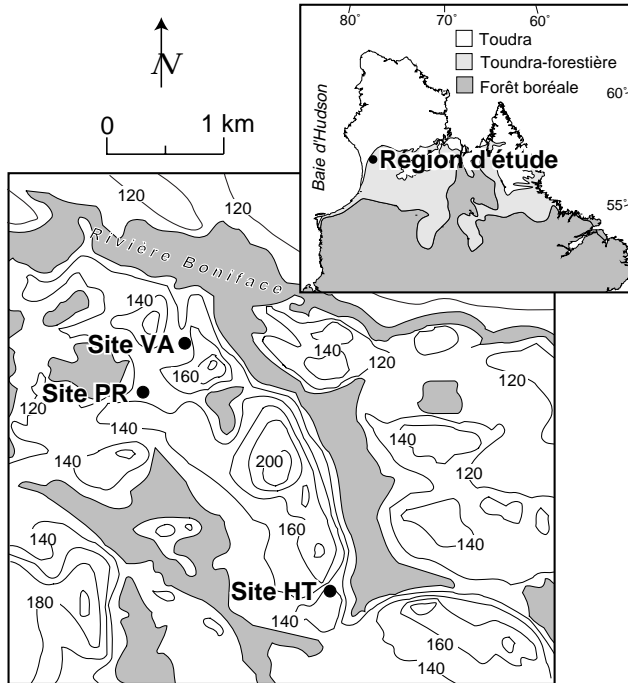 80° 70° 60°
Toudra
Toundra-forestière
Forêt boréale
60°
55°
Baie d'Hudson
Région d'étude
N
0 1 km
120
120
Rivière Boniface
140
140
Site VA
120
160
Site PR
120
120
140
140
140
200
120
160
140
140
Site HT
180
140
160
140